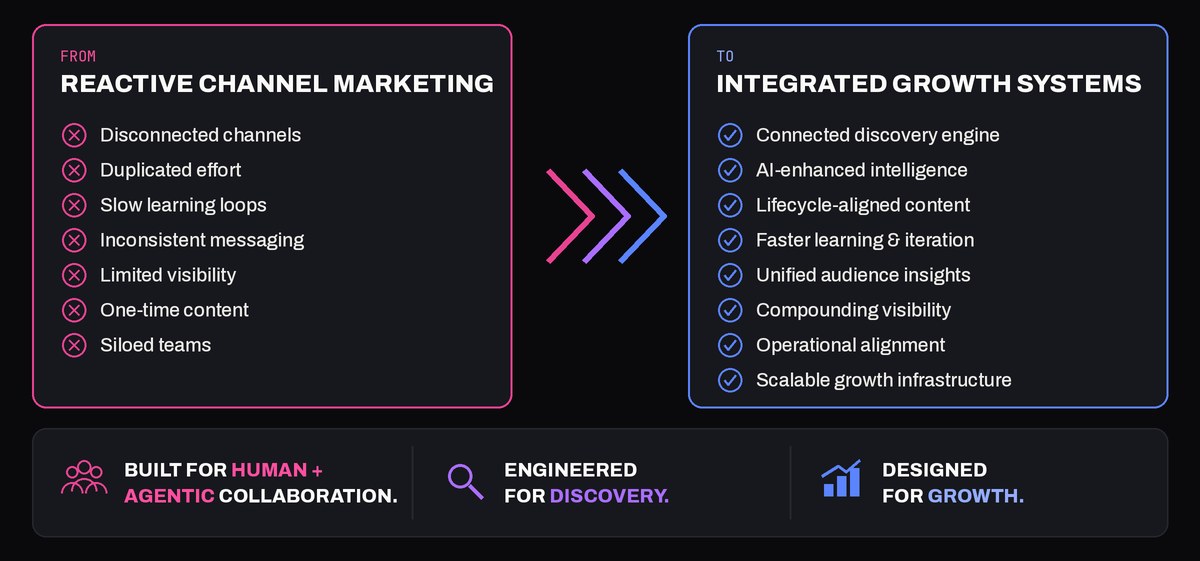 FROM
REACTIVE CHANNEL MARKETING
Disconnected channels
Duplicated effort
Slow learning loops
Inconsistent messaging
Limited visibility
One-time content
Siloed teams
TO
INTEGRATED GROWTH SYSTEMS
Connected discovery engine
AI-enhanced intelligence
Lifecycle-aligned content
Faster learning & iteration
Unified audience insights
Compounding visibility
Operational alignment
Scalable growth infrastructure
BUILT FOR HUMAN +
AGENTIC COLLABORATION.
ENGINEERED
FOR DISCOVERY.
DESIGNED
FOR GROWTH.